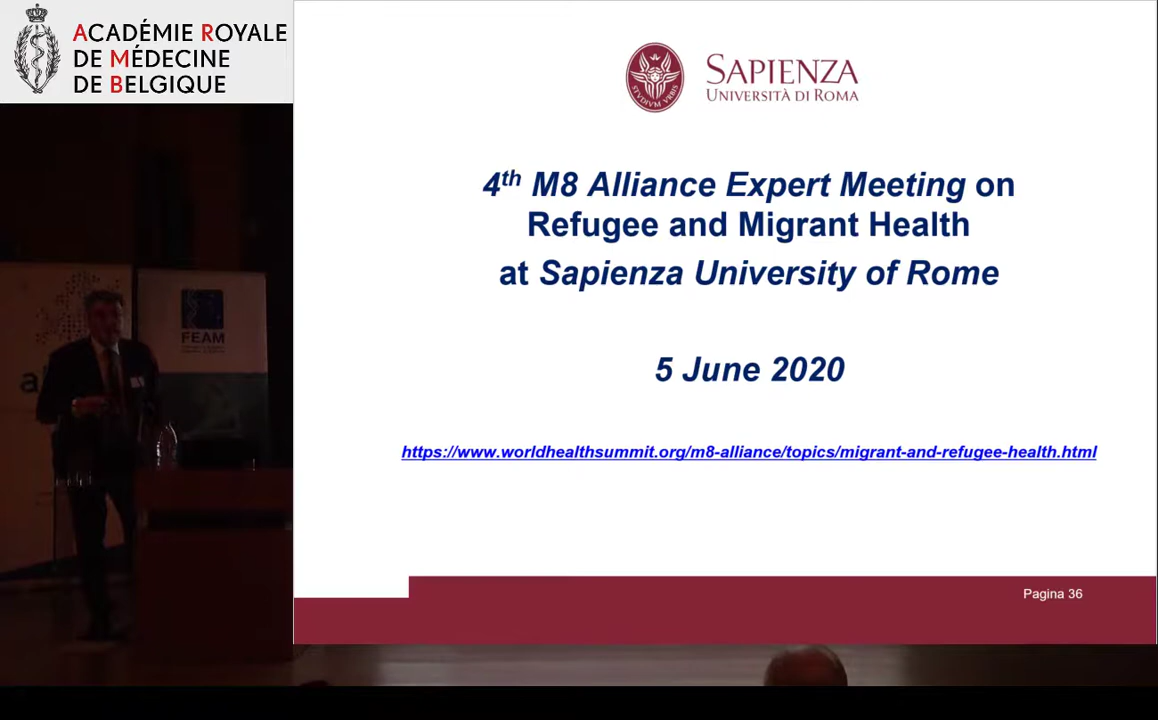 ACADÉMIE ROYALE
DE MÉDECINE
DE BELGIQUE
STVDIVM VRBIS
SAPIENZA
UNIVERSITÀ DI ROMA
4th M8 Alliance Expert Meeting on
Refugee and Migrant Health
at Sapienza University of Rome
5 June 2020
https://www.worldhealthsummit.org/m8-alliance/topics/migrant-and-refugee-health.html
Pagina 36
FEAM